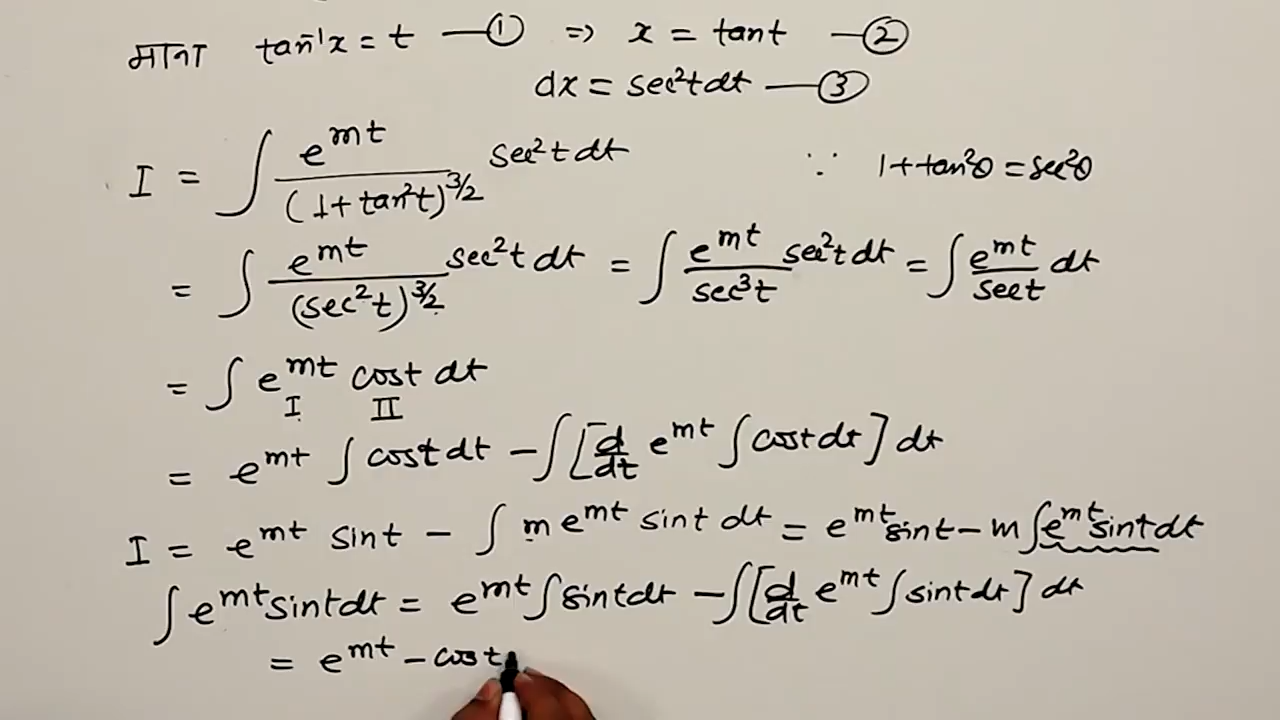 माना tan⁻¹x = t —① ⇒ x = tant —②
dx = sec²t dt —③
I = ∫ e^mt/(1 + tan²t)^3/2 sec²t dt ∵ 1 + tan²θ = sec²θ
= ∫ e^mt/(sec²t)^3/2 sec²t dt = ∫ e^mt/sec³t sec²t dt = ∫ e^mt/sect dt
= ∫ e^mt cost dt
I II
= e^mt ∫ cost dt − ∫ [d/dt e^mt ∫ cost dt] dt
I = e^mt sint − ∫ m e^mt sint dt = e^mt sint − m ∫ e^mt sint dt
∫ e^mt sint dt = e^mt ∫ sint dt − ∫ [d/dt e^mt ∫ sint dt] dt
= e^mt − cost